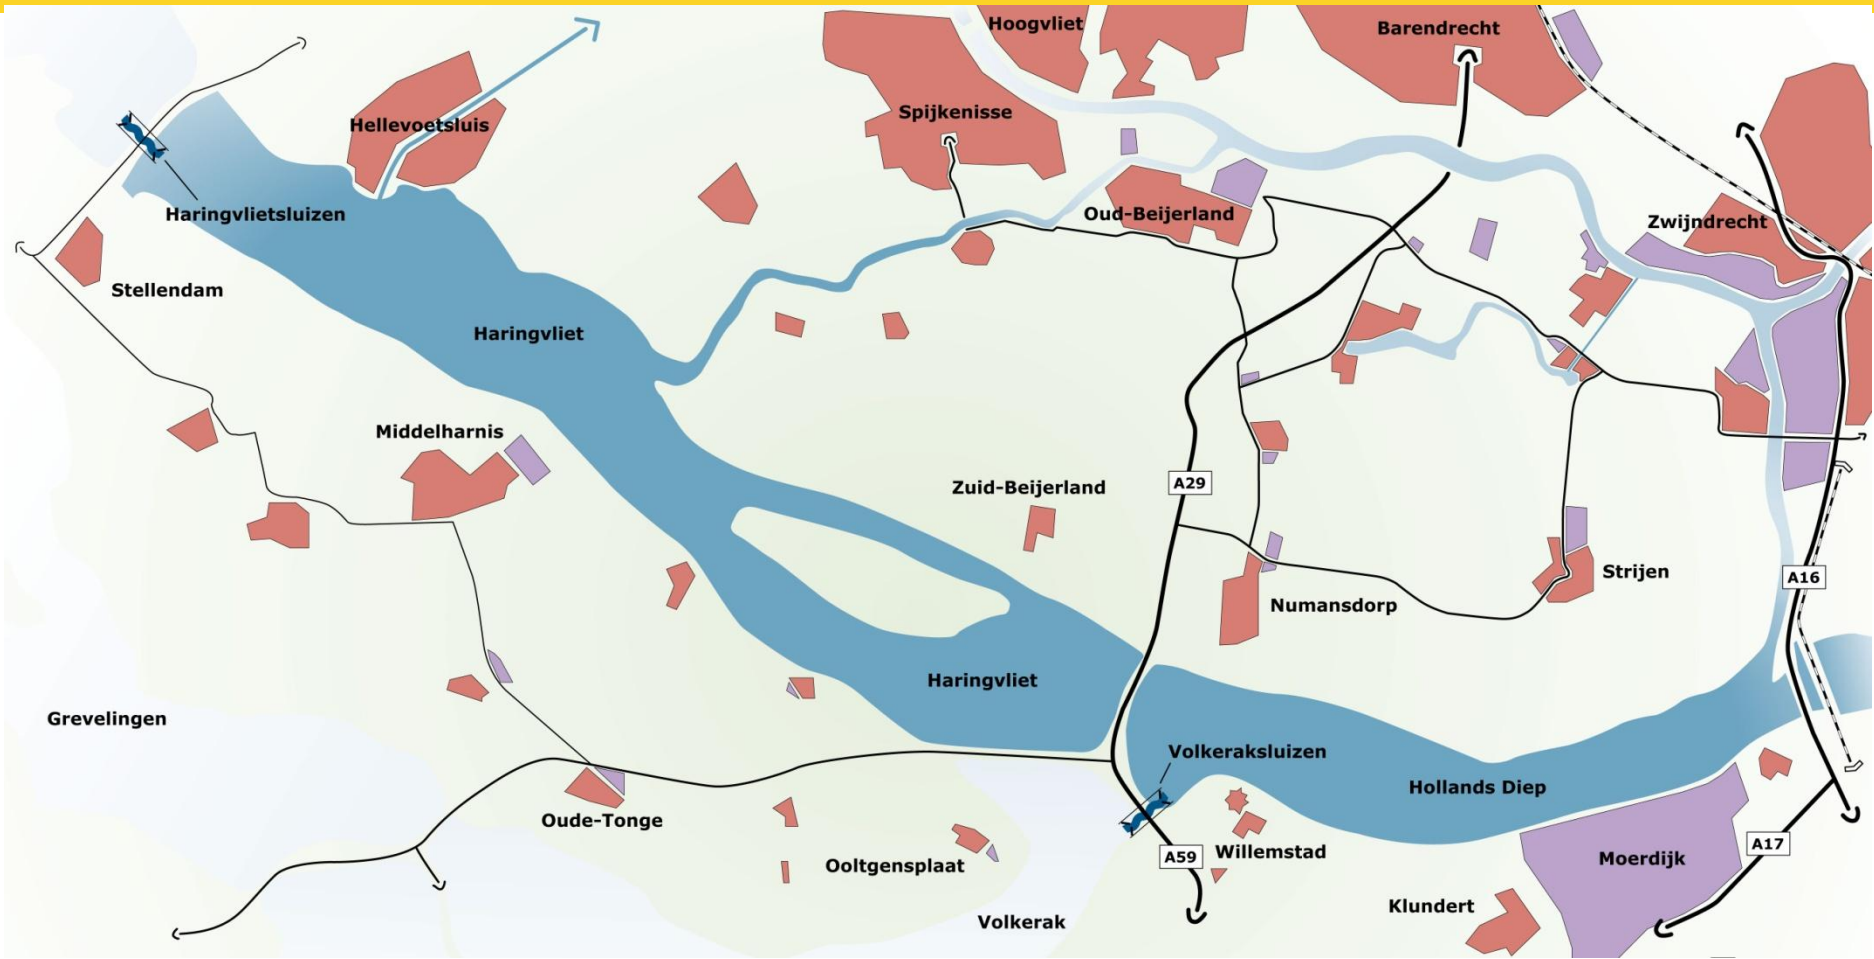 Hoogvliet
Barendrecht
Spijkenisse
Hellevoetsluis
Haringvlietsluizen
Oud-Beijerland
Zwijndrecht
Stellendam
Haringvliet
Middelharnis
Zuid-Beijerland
A29
Strijen
A16
Numansdorp
Haringvliet
Grevelingen
Volkeraksluizen
Hollands Diep
Oude-Tonge
A17
Willemstad
A59
Moerdijk
Ooltgensplaat
Klundert
Volkerak